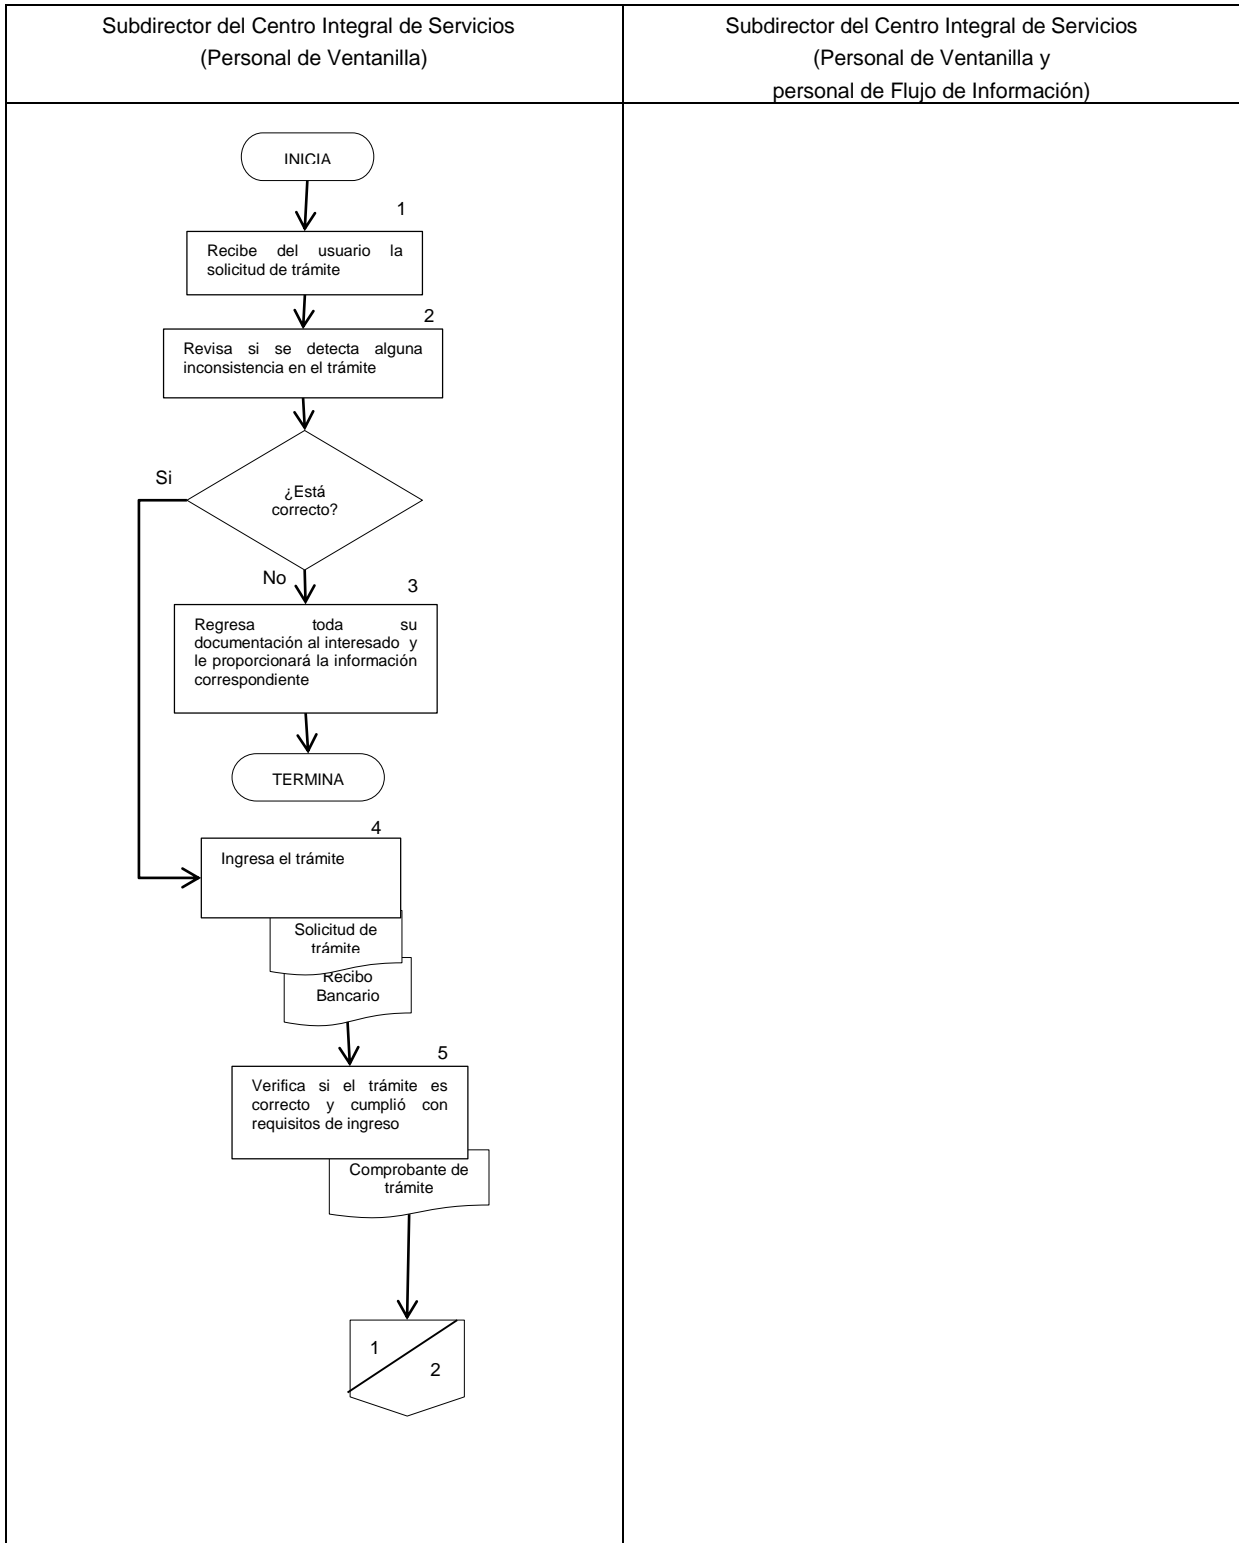 Subdirector del Centro Integral de Servicios
(Personal de Ventanilla)
Subdirector del Centro Integral de Servicios
(Personal de Ventanilla y
personal de Flujo de Información)
INICIA
1
Recibe del usuario la
solicitud de trámite
2
Revisa si se detecta alguna
inconsistencia en el trámite
Si
¿Está
correcto?
No
3
Regresa toda su
documentación al interesado y
le proporcionará la información
correspondiente
TERMINA
4
Ingresa el trámite
Solicitud de
trámite
Recibo
Bancario
5
Verifica si el trámite es
correcto y cumplió con
requisitos de ingreso
Comprobante de
trámite
1
2